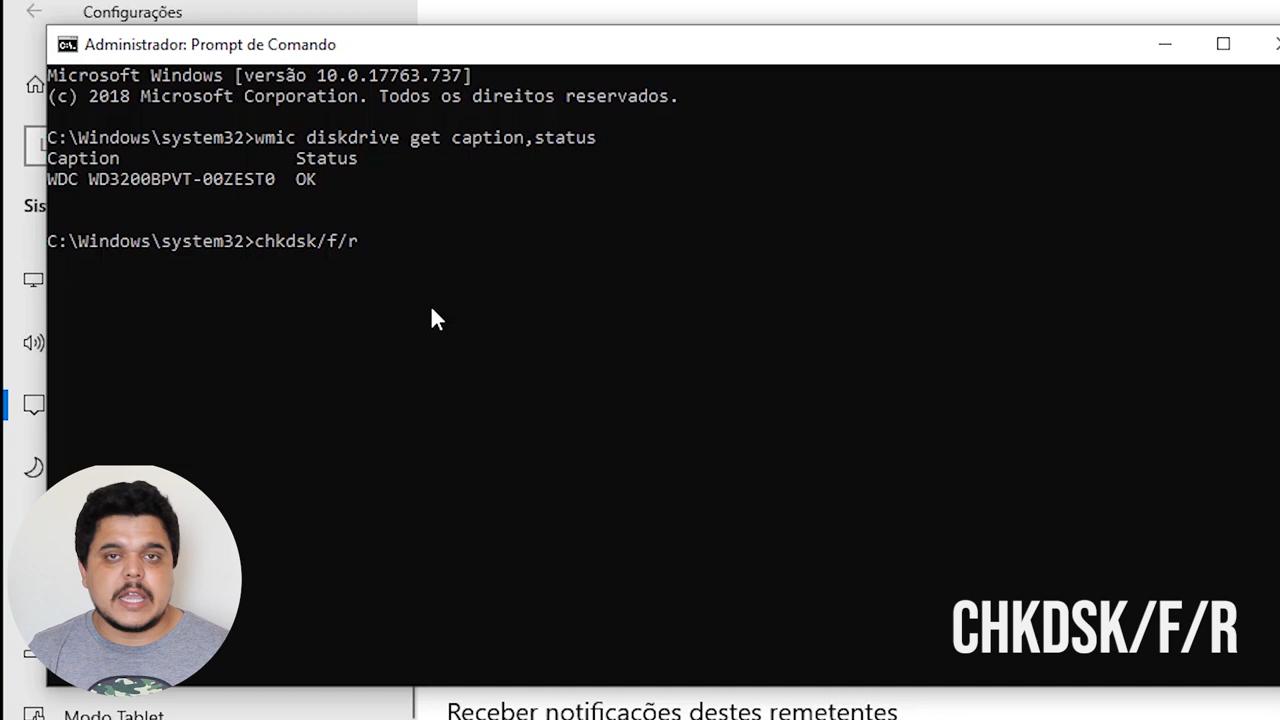 Configurações
Administrador: Prompt de Comando
Microsoft Windows [versão 10.0.17763.737]
(c) 2018 Microsoft Corporation. Todos os direitos reservados.
C:\Windows\system32>wmic diskdrive get caption,status
Caption Status
WDC WD3200BPVT-00ZEST0 OK
Sis
C:\Windows\system32>chkdsk/f/r
CHKDSK/F/R
Modo Tablet
Receber notificações destes remetentes